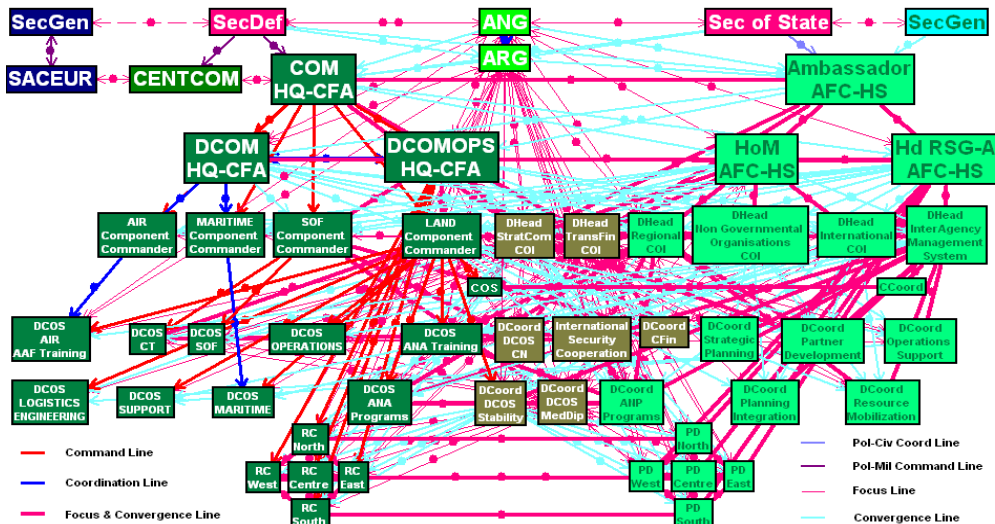 SecGen
SecDef
ANG
Sec of State
SecGen
ARG
SACEUR
CENTCOM
COM
HQ-CFA
Ambassador
AFC-HS
DCOM
HQ-CFA
DCOMOPS
HQ-CFA
HoM
AFC-HS
Hd RSG-A
AFC-HS
AIR
Component
Commander
MARITIME
Component
Commander
SOF
Component
Commander
LAND
Component
Commander
DHead
StratCom
COI
DHead
TransFin
COI
DHead
Regional
COI
DHead
Non Governmental
Organisations
COI
DHead
International
COI
DHead
InterAgency
Management
System
COS
CCoord
DCOS
AIR
AAF Training
DCOS
CT
DCOS
SOF
DCOS
OPERATIONS
DCOS
ANA Training
DCoord
DCOS
CN
International
Security
Cooperation
DCoord
CFin
DCoord
Strategic
Planning
DCoord
Partner
Development
DCoord
Operations
Support
DCOS
LOGISTICS
ENGINEERING
DCOS
SUPPORT
DCOS
MARITIME
DCOS
ANA
Programs
DCoord
DCOS
Stability
DCoord
DCOS
MedDip
DCoord
ANP
Programs
DCoord
Planning
Integration
DCoord
Resource
Mobilization
RC
North
RC
West
RC
Centre
RC
East
RC
South
PD
North
PD
West
PD
Centre
PD
East
PD
South
Command Line
Coordination Line
Focus & Convergence Line
Pol-Civ Coord Line
Pol-Mil Command Line
Focus Line
Convergence Line